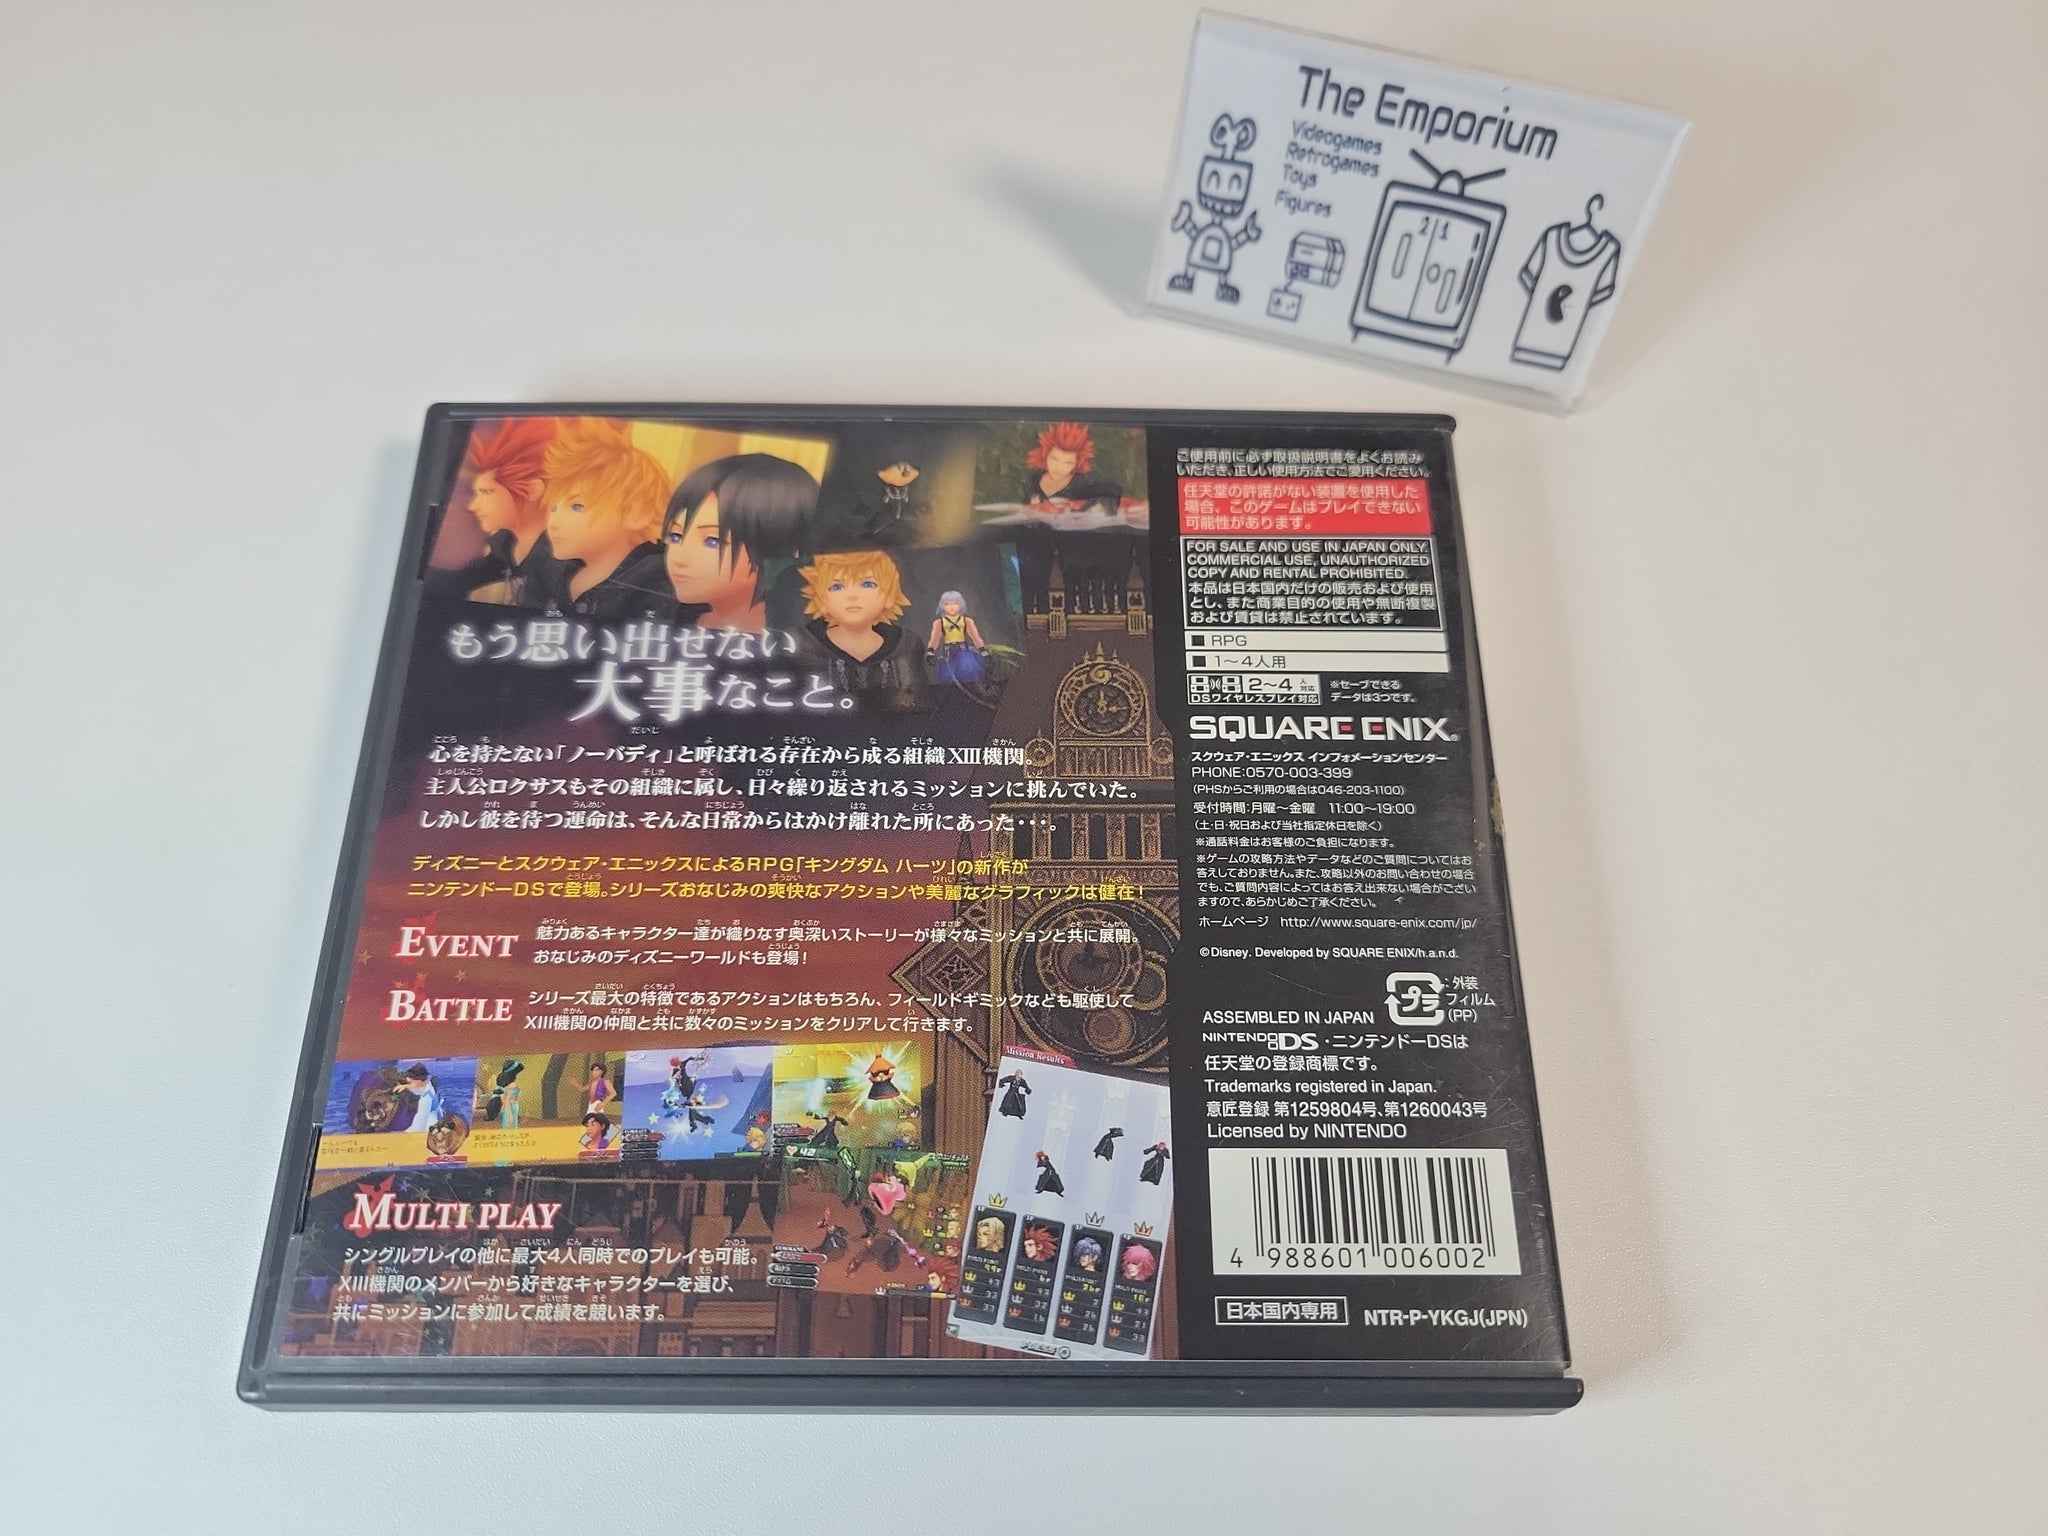 The Emporium
Videogames
Retrogames
Toys
Figures
21
もう思い出せない
大事なこと。
心を持たない「ノーバディ」と呼ばれる存在から成る組織XIII機関。
主人公ロクサスもその組織に属し、日々繰り返されるミッションに挑んでいた。
しかし彼を待つ運命は、そんな日常からはかけ離れた所にあった・・・。
ディズニーとスクウェア・エニックスによるRPG「キングダム ハーツ」の新作が
ニンテンドーDSで登場。シリーズおなじみの爽快なアクションや美麗なグラフィックは健在!
EVENT
魅力あるキャラクター達が織りなす奥深いストーリーが様々なミッションと共に展開。
おなじみのディズニーワールドも登場!
BATTLE
シリーズ最大の特徴であるアクションはもちろん、フィールドギミックなども駆使して
XIII機関の仲間と共に数々のミッションをクリアして行きます。
Mission Results
MULTI PLAY
シングルプレイの他に最大4人同時でのプレイも可能。
XIII機関のメンバーから好きなキャラクターを選び、
共にミッションに参加して成績を競います。
ご使用前に必ず取扱説明書をよくお読み
いただき、正しい使用方法でご愛用ください。
任天堂の許諾がない装置を使用した
場合、このゲームはプレイできない
可能性があります。
FOR SALE AND USE IN JAPAN ONLY.
COMMERCIAL USE, UNAUTHORIZED
COPY AND RENTAL PROHIBITED.
本品は日本国内だけの販売および使用
とし、また商業目的の使用や無断複製
および賃貸は禁止されています。
■ RPG
■ 1〜4人用
2〜4人対応
DSワイヤレスプレイ対応
※セーブできる
データは3つです。
SQUARE ENIX.
スクウェア・エニックス インフォメーションセンター
PHONE:0570-003-399
(PHSからご利用の場合は046-203-1100)
受付時間:月曜〜金曜 11:00〜19:00
(土・日・祝日および当社指定休日を除く)
※通話料金はお客様のご負担になります。
※ゲームの攻略方法やデータなどのご質問についてはお
答えしておりません。また、攻略以外のお問い合わせの場合
でも、ご質問内容によってはお答え出来ない場合がござい
ますので、あらかじめご了承ください。
ホームページ http://www.square-enix.com/jp/
©Disney. Developed by SQUARE ENIX/h.a.n.d.
プラ
:外装
フィルム
(PP)
ASSEMBLED IN JAPAN
NINTENDO DS・ニンテンドーDSは
任天堂の登録商標です。
Trademarks registered in Japan.
意匠登録 第1259804号、第1260043号
Licensed by NINTENDO
4 988601 006002
日本国内専用
NTR-P-YKGJ(JPN)